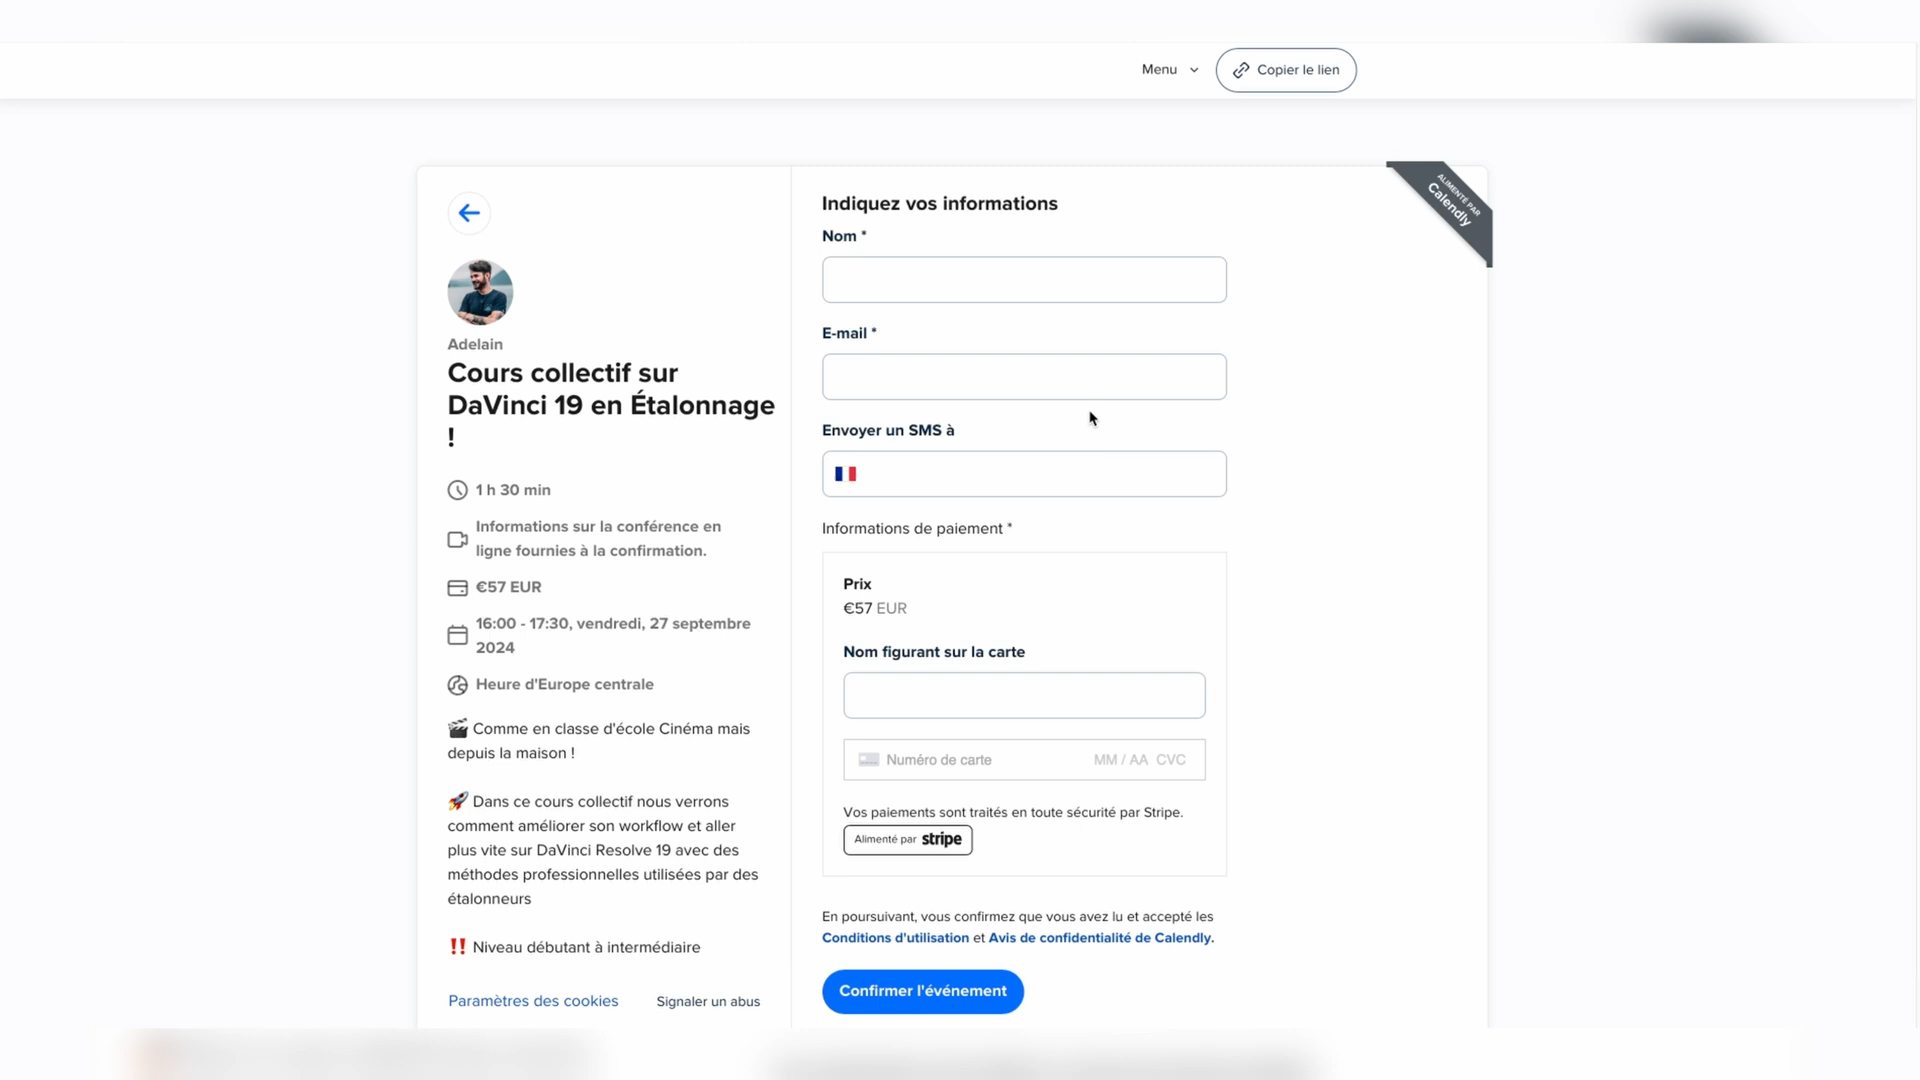 Menu
Copier le lien
ALIMENTÉ PAR
Calendly
Adelain
Cours collectif sur
DaVinci 19 en Étalonnage
!
1 h 30 min
Informations sur la conférence en
ligne fournies à la confirmation.
€57 EUR
16:00 - 17:30, vendredi, 27 septembre
2024
Heure d'Europe centrale
🎬 Comme en classe d'école Cinéma mais
depuis la maison !
🚀 Dans ce cours collectif nous verrons
comment améliorer son workflow et aller
plus vite sur DaVinci Resolve 19 avec des
méthodes professionnelles utilisées par des
étalonneurs
‼️ Niveau débutant à intermédiaire
Paramètres des cookies
Signaler un abus
Indiquez vos informations
Nom *
E-mail *
Envoyer un SMS à
Informations de paiement *
Prix
€57 EUR
Nom figurant sur la carte
Numéro de carte MM / AA CVC
Vos paiements sont traités en toute sécurité par Stripe.
Alimenté par stripe
En poursuivant, vous confirmez que vous avez lu et accepté les
Conditions d'utilisation et Avis de confidentialité de Calendly.
Confirmer l'événement